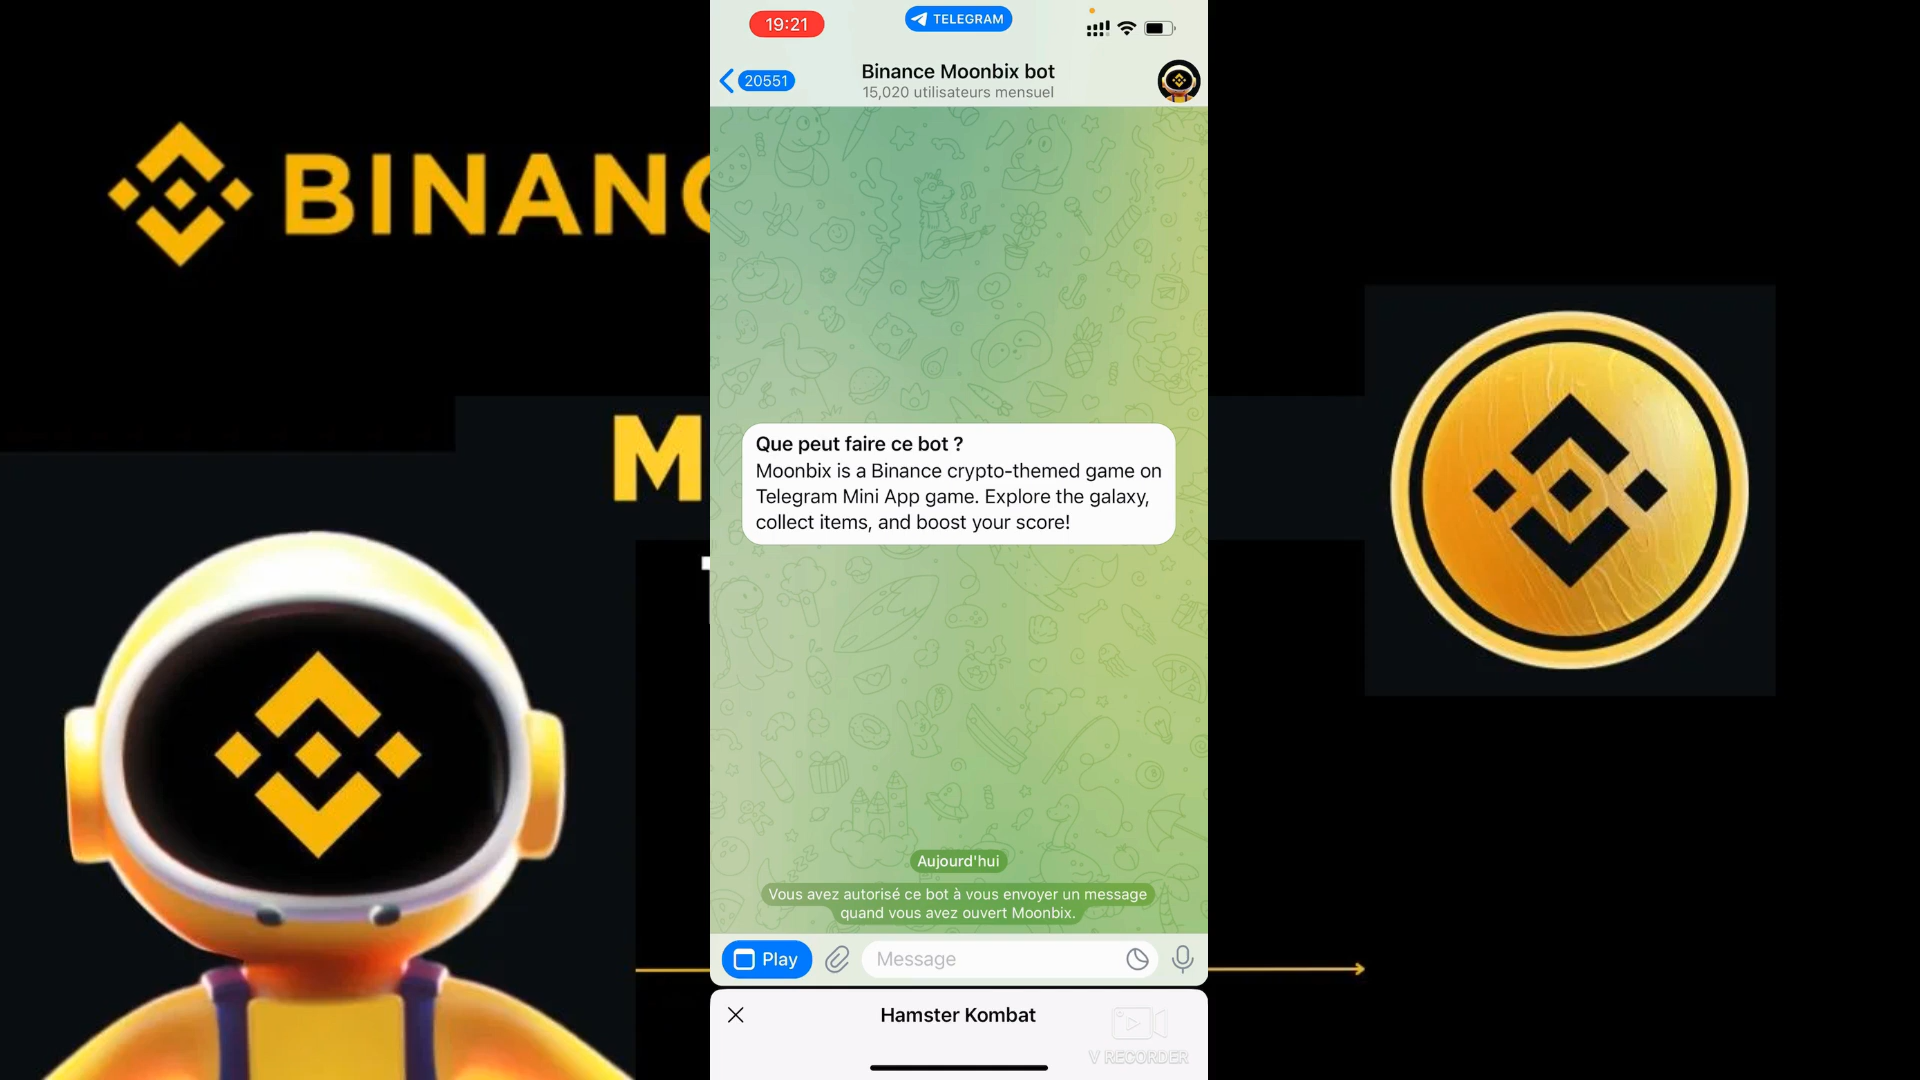 19:21
TELEGRAM
20551
Binance Moonbix bot
15,020 utilisateurs mensuel
BINANC
M
Que peut faire ce bot ?
Moonbix is a Binance crypto-themed game on
Telegram Mini App game. Explore the galaxy,
collect items, and boost your score!
Aujourd'hui
Vous avez autorisé ce bot à vous envoyer un message
quand vous avez ouvert Moonbix.
Play
Message
Hamster Kombat
V RECORDER